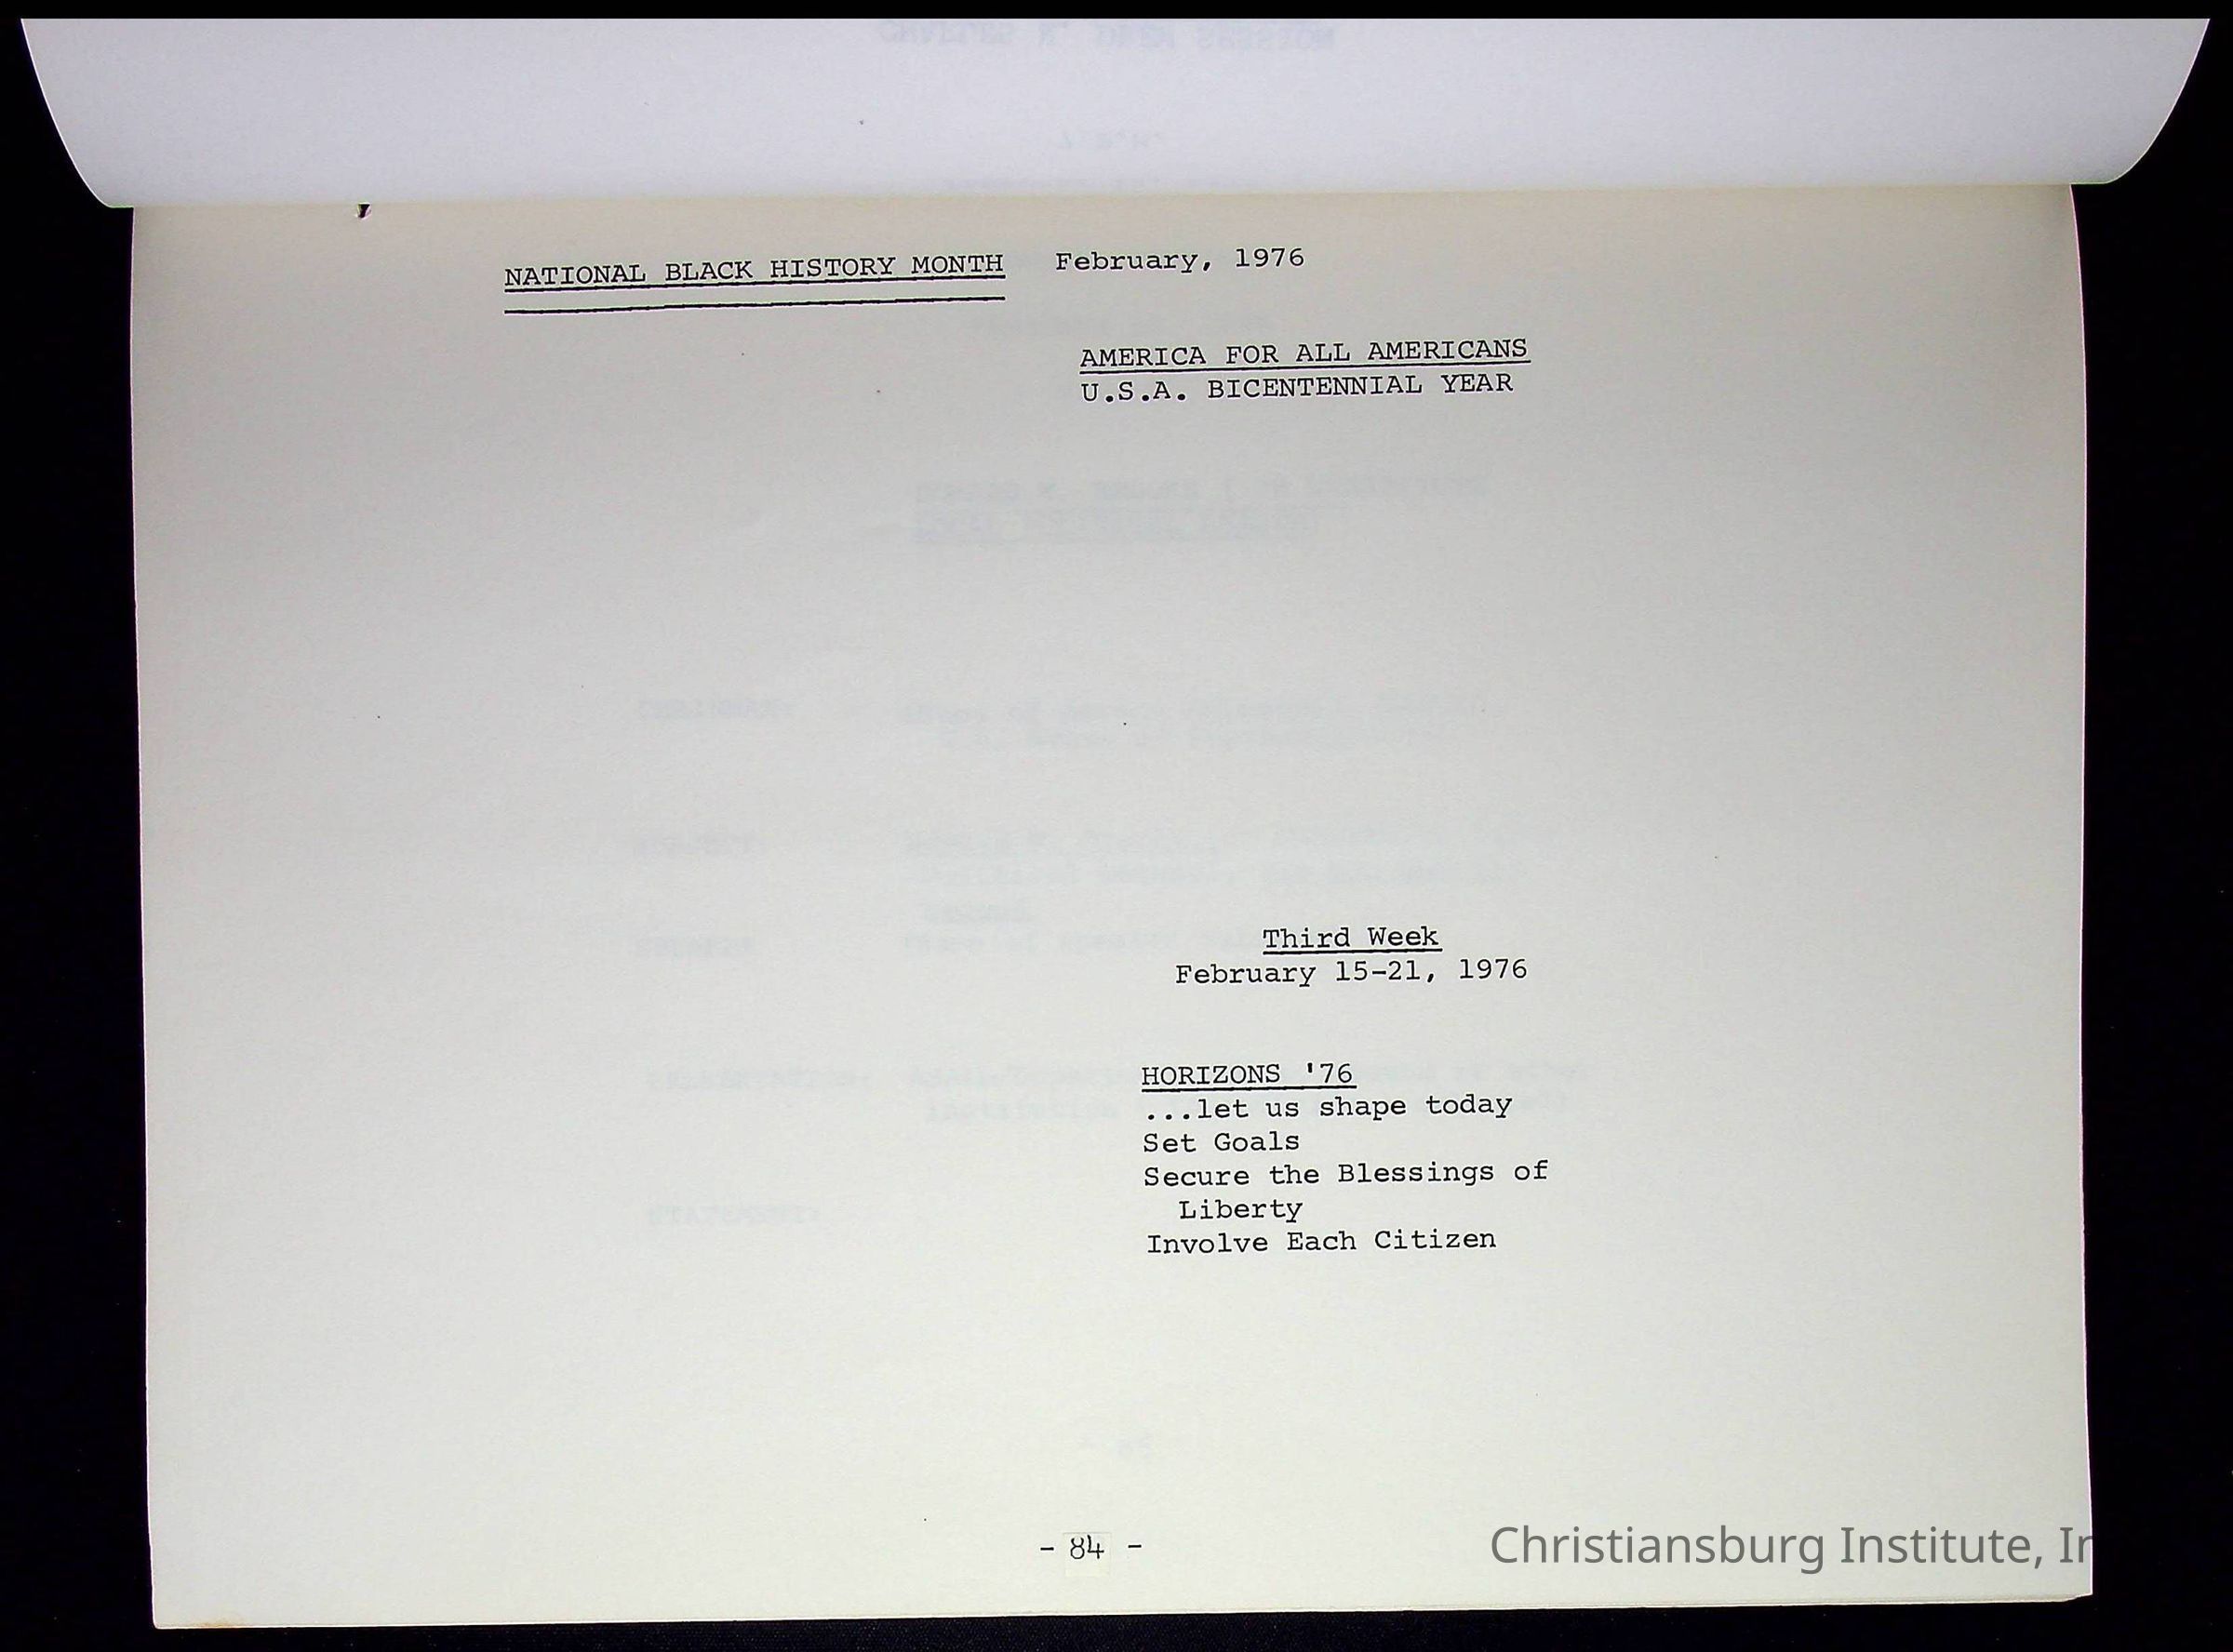 NATIONAL BLACK HISTORY MONTH February, 1976
AMERICA FOR ALL AMERICANS
U.S.A. BICENTENNIAL YEAR
Third Week
February 15-21, 1976
HORIZONS '76
...let us shape today
Set Goals
Secure the Blessings of
Liberty
Involve Each Citizen
- 84 -
Christiansburg Institute, In